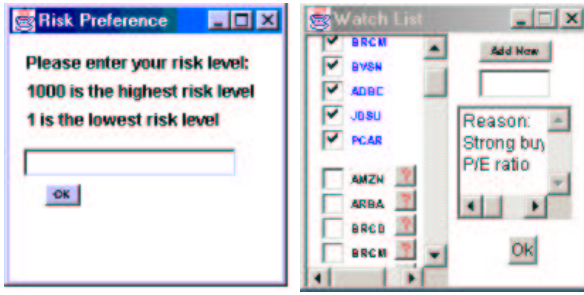 Risk Preference
Please enter your risk level:
1000 is the highest risk level
1 is the lowest risk level
OK
Watch List
BRCM
BVSN
ADBE
JDSU
PCAR
AMZN ?
ARBA ?
BRCD ?
BRCM ?
Add New
Reason:
Strong buy
P/E ratio
Ok